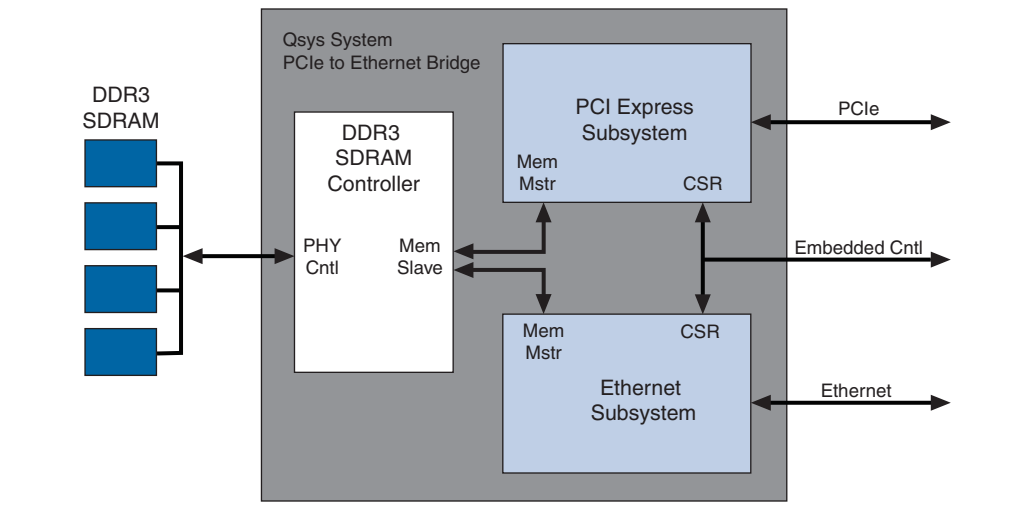 Qsys System
PCIe to Ethernet Bridge
DDR3
SDRAM
DDR3
SDRAM
Controller
PHY
Cntl
Mem
Slave
PCI Express
Subsystem
Mem
Mstr
CSR
PCIe
Embedded Cntl
Mem
Mstr
CSR
Ethernet
Subsystem
Ethernet